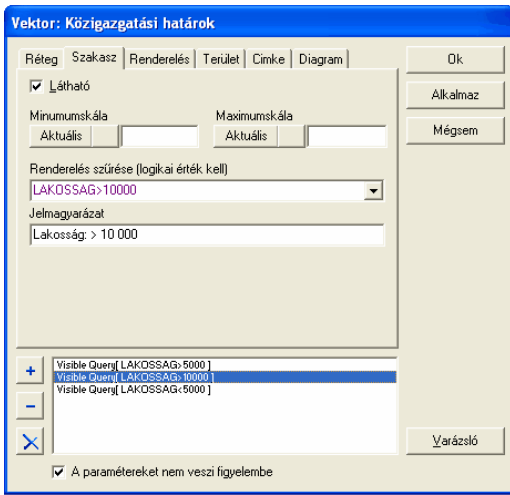 Vektor: Közigazgatási határok
Réteg Szakasz Renderelés Terület Cimke Diagram
Ok
Alkalmaz
Mégsem
Látható
Minumumskála Maximumskála
Aktuális Aktuális
Renderelés szűrése (logikai érték kell)
LAKOSSAG>10000
Jelmagyarázat
Lakosság: > 10 000
+
Visible Query[ LAKOSSAG>5000 ]
Visible Query[ LAKOSSAG>10000 ]
Visible Query[ LAKOSSAG<5000 ]
-
Varázsló
A paramétereket nem veszi figyelembe